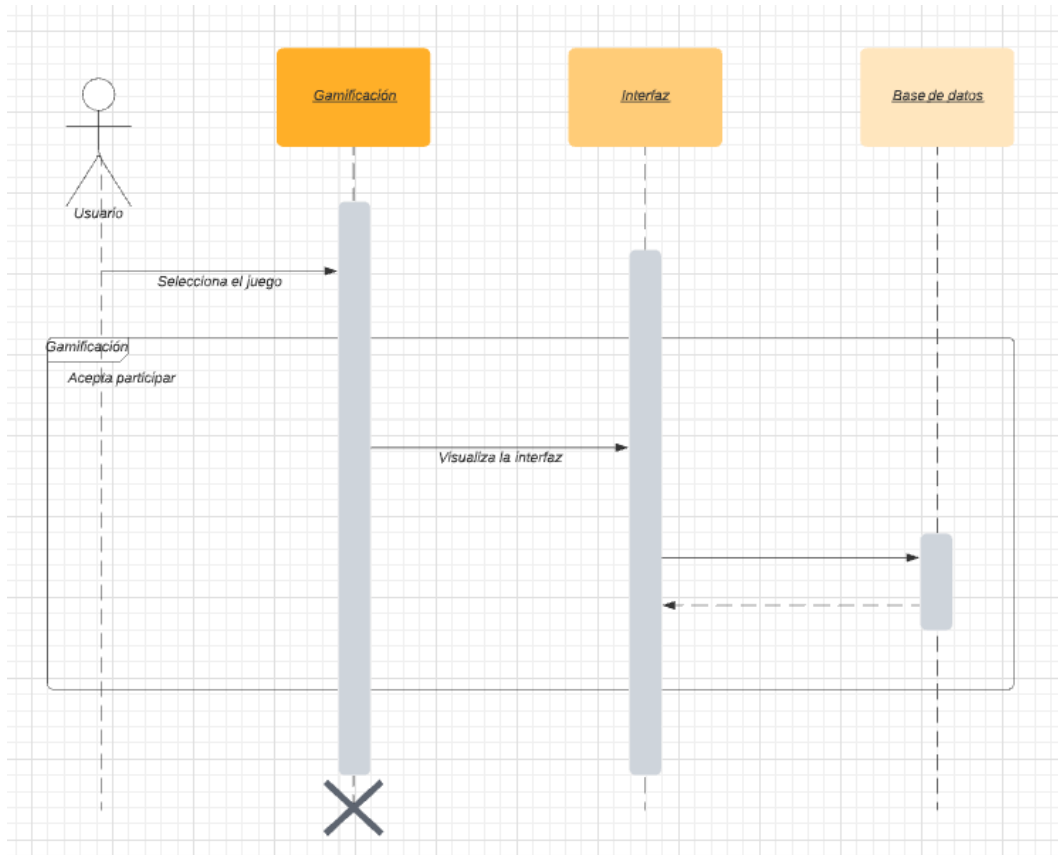 Gamificación
Interfaz
Base de datos
Usuario
Selecciona el juego
Gamificación
Acepta participar
Visualiza la interfaz